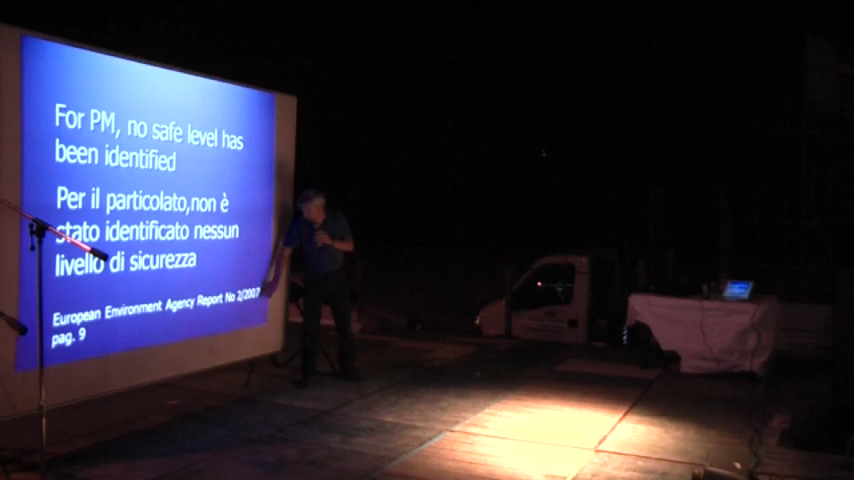 For PM, no safe level has
been identified
Per il particolato,non è
stato identificato nessun
livello di sicurezza
European Environment Agency Report No 2/2007
pag. 9